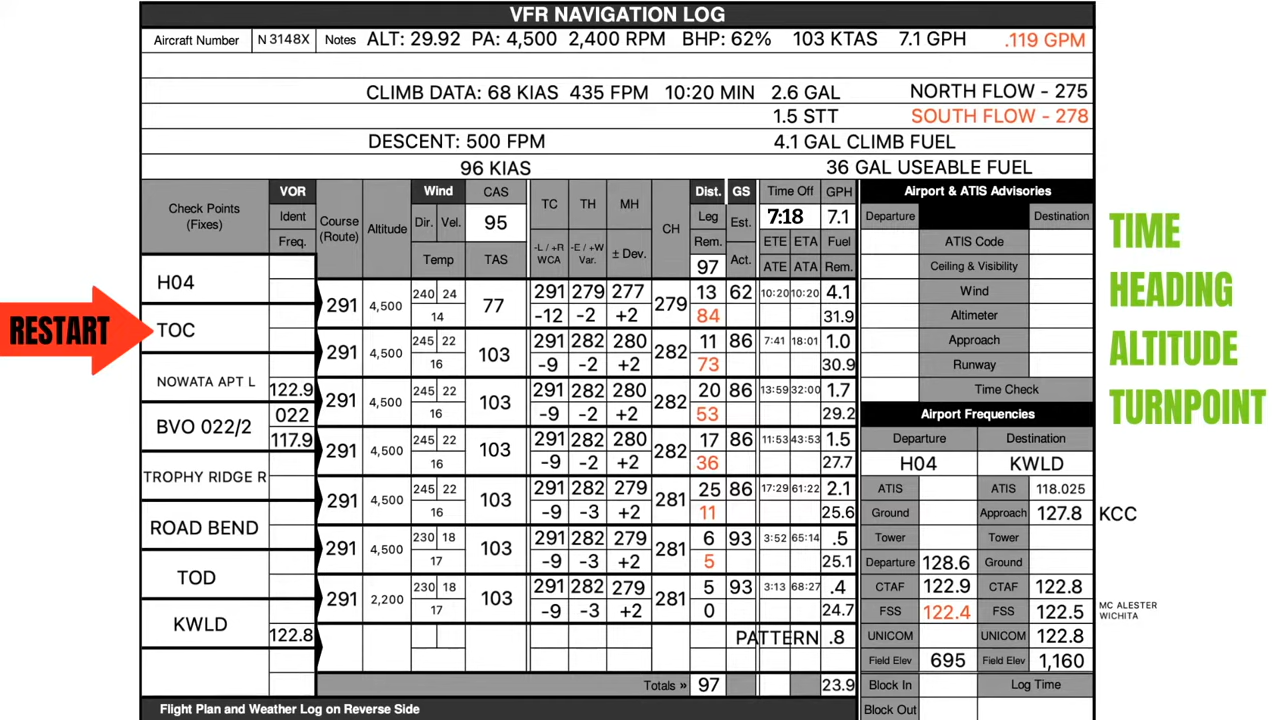 VFR NAVIGATION LOG
Aircraft Number N 3148X Notes ALT: 29.92 PA: 4,500 2,400 RPM BHP: 62% 103 KTAS 7.1 GPH .119 GPM
CLIMB DATA: 68 KIAS 435 FPM 10:20 MIN 2.6 GAL NORTH FLOW - 275
1.5 STT SOUTH FLOW - 278
DESCENT: 500 FPM 4.1 GAL CLIMB FUEL
96 KIAS 36 GAL USEABLE FUEL
Check Points
(Fixes)
VOR
Ident
Freq.
Course
(Route)
Altitude
Wind
Dir. Vel.
Temp
CAS
95
TAS
TC TH MH
-L / +R
WCA
-E / +W
Var.
± Dev.
CH
Dist.
Leg
Rem.
97
GS
Est.
Act.
Time Off
7:18
ETE ETA
ATE ATA
GPH
7.1
Fuel
Rem.
H04
TOC
NOWATA APT L 122.9
BVO 022/2 022
117.9
TROPHY RIDGE R
ROAD BEND
TOD
KWLD 122.8
291 4,500 240 24 14 77 291 279 277 279 13 62 10:20 10:20 4.1
-12 -2 +2 84 31.9
291 4,500 245 22 16 103 291 282 280 282 11 86 7:41 18:01 1.0
-9 -2 +2 73 30.9
291 4,500 245 22 16 103 291 282 280 282 20 86 13:59 32:00 1.7
-9 -2 +2 53 29.2
291 4,500 245 22 16 103 291 282 280 282 17 86 11:53 43:53 1.5
-9 -2 +2 36 27.7
291 4,500 245 22 16 103 291 282 279 281 25 86 17:29 61:22 2.1
-9 -3 +2 11 25.6
291 4,500 230 18 17 103 291 282 279 281 6 93 3:52 65:14 .5
-9 -3 +2 5 25.1
291 2,200 230 18 17 103 291 282 279 281 5 93 3:13 68:27 .4
-9 -3 +2 0 24.7
PATTERN .8
Totals » 97 23.9
Flight Plan and Weather Log on Reverse Side
Airport & ATIS Advisories
Departure Destination
ATIS Code
Ceiling & Visibility
Wind
Altimeter
Approach
Runway
Time Check
Airport Frequencies
Departure Destination
H04 KWLD
ATIS ATIS 118.025
Ground Approach 127.8 KCC
Tower Tower
Departure 128.6 Ground
CTAF 122.9 CTAF 122.8
FSS 122.4 FSS 122.5 MC ALESTER
WICHITA
UNICOM UNICOM 122.8
Field Elev 695 Field Elev 1,160
Block In Log Time
Block Out
RESTART
TIME
HEADING
ALTITUDE
TURNPOINT